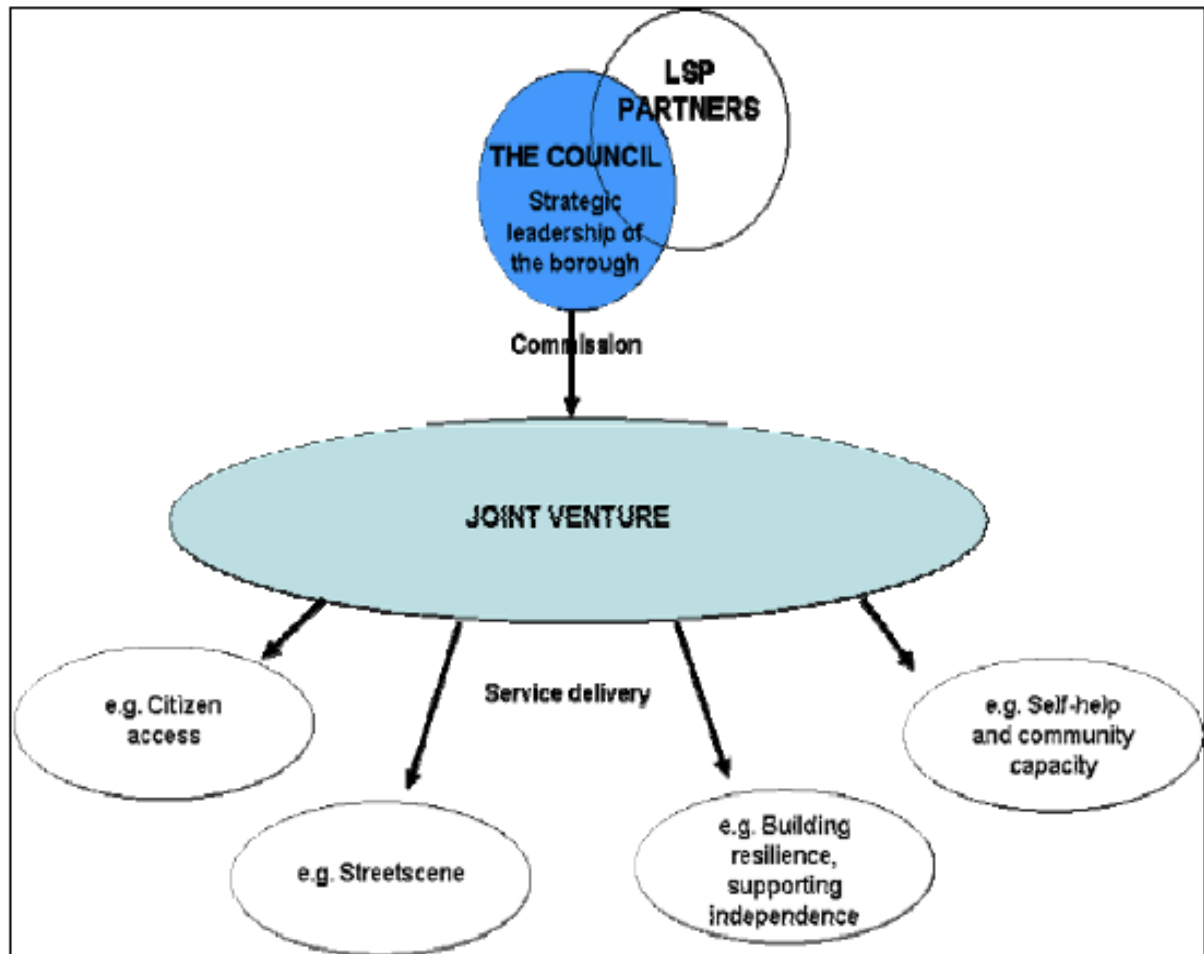 LSP
PARTNERS
THE COUNCIL
Strategic
leadership of
the borough
Commission
JOINT VENTURE
Service delivery
e.g. Citizen
access
e.g. Streetscene
e.g. Building
resilience,
supporting
independence
e.g. Self-help
and community
capacity